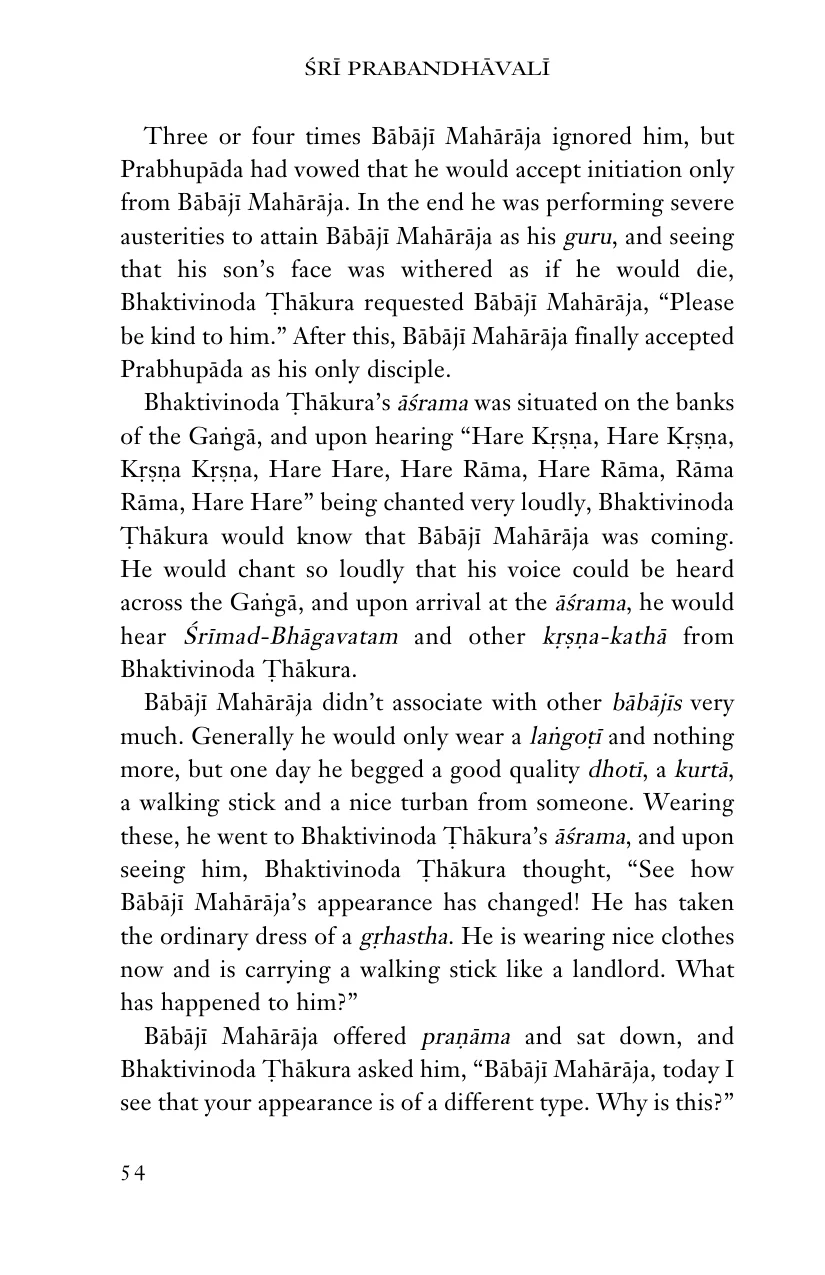 ŚRĪ PRABANDHĀVALĪ
Three or four times Bābājī Mahārāja ignored him, but
Prabhupāda had vowed that he would accept initiation only
from Bābājī Mahārāja. In the end he was performing severe
austerities to attain Bābājī Mahārāja as his guru, and seeing
that his son’s face was withered as if he would die,
Bhaktivinoda Ṭhākura requested Bābājī Mahārāja, “Please
be kind to him.” After this, Bābājī Mahārāja finally accepted
Prabhupāda as his only disciple.
Bhaktivinoda Ṭhākura’s āśrama was situated on the banks
of the Gaṅgā, and upon hearing “Hare Kṛṣṇa, Hare Kṛṣṇa,
Kṛṣṇa Kṛṣṇa, Hare Hare, Hare Rāma, Hare Rāma, Rāma
Rāma, Hare Hare” being chanted very loudly, Bhaktivinoda
Ṭhākura would know that Bābājī Mahārāja was coming.
He would chant so loudly that his voice could be heard
across the Gaṅgā, and upon arrival at the āśrama, he would
hear Śrīmad-Bhāgavatam and other kṛṣṇa-kathā from
Bhaktivinoda Ṭhākura.
Bābājī Mahārāja didn’t associate with other bābājīs very
much. Generally he would only wear a laṅgoṭī and nothing
more, but one day he begged a good quality dhotī, a kurtā,
a walking stick and a nice turban from someone. Wearing
these, he went to Bhaktivinoda Ṭhākura’s āśrama, and upon
seeing him, Bhaktivinoda Ṭhākura thought, “See how
Bābājī Mahārāja’s appearance has changed! He has taken
the ordinary dress of a gṛhastha. He is wearing nice clothes
now and is carrying a walking stick like a landlord. What
has happened to him?”
Bābājī Mahārāja offered praṇāma and sat down, and
Bhaktivinoda Ṭhākura asked him, “Bābājī Mahārāja, today I
see that your appearance is of a different type. Why is this?”
54